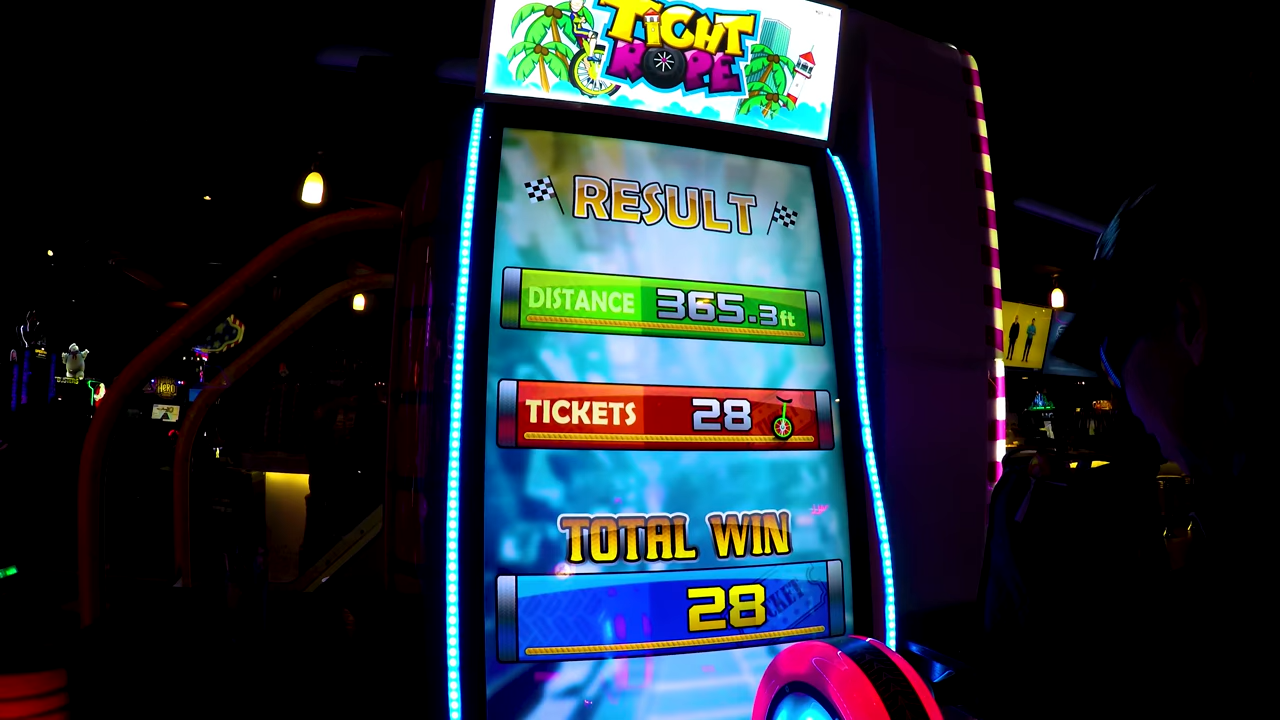 TIGHT
ROPE
RESULT
DISTANCE 365.3ft
TICKETS 28
TOTAL WIN
28